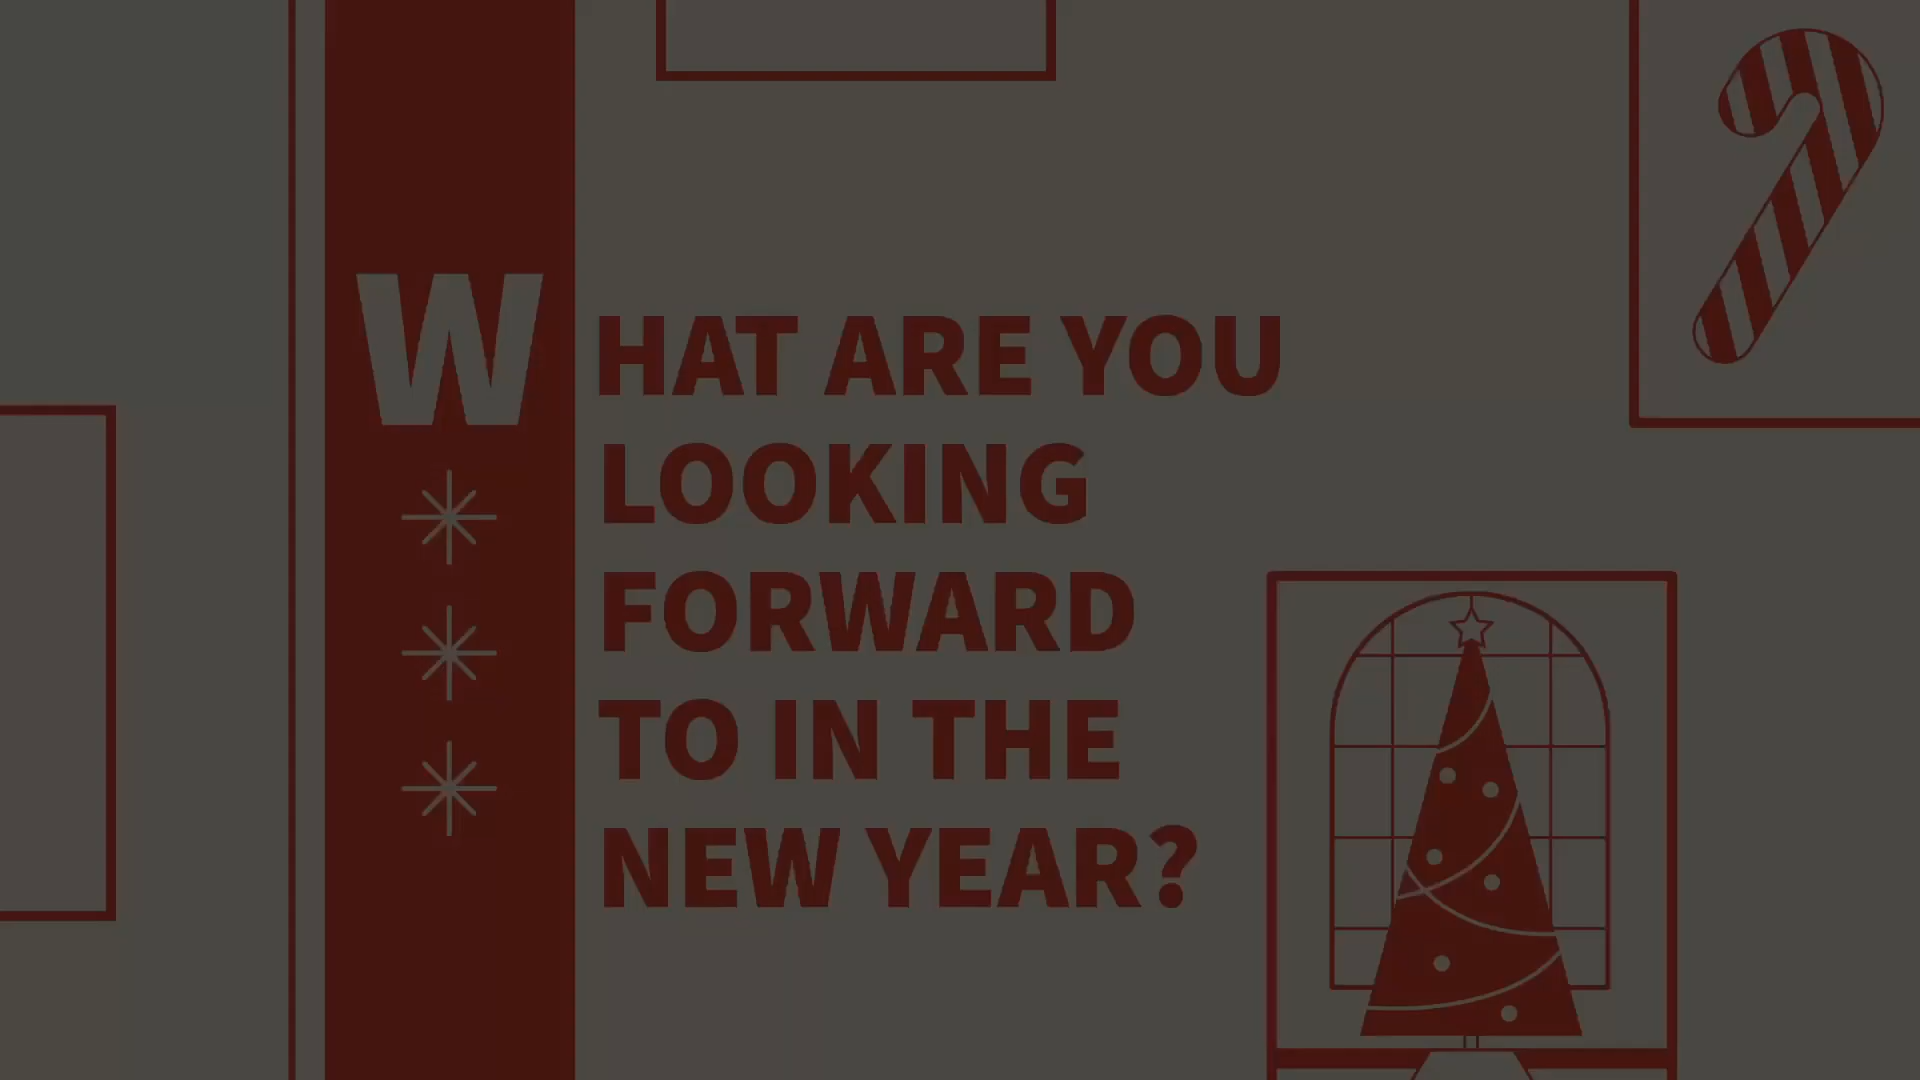 WHAT ARE YOU
LOOKING
FORWARD
TO IN THE
NEW YEAR?